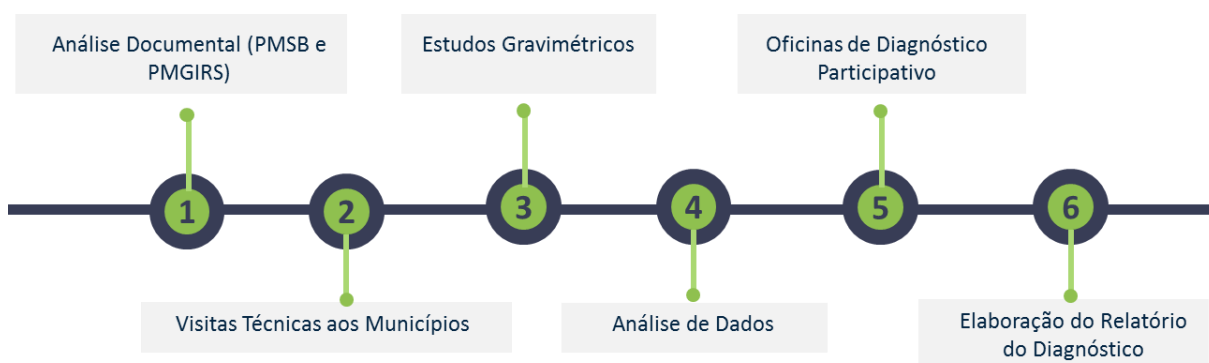 Análise Documental (PMSB e
PMGIRS)
Estudos Gravimétricos
Oficinas de Diagnóstico
Participativo
1
2
3
4
5
6
Visitas Técnicas aos Municípios
Análise de Dados
Elaboração do Relatório
do Diagnóstico